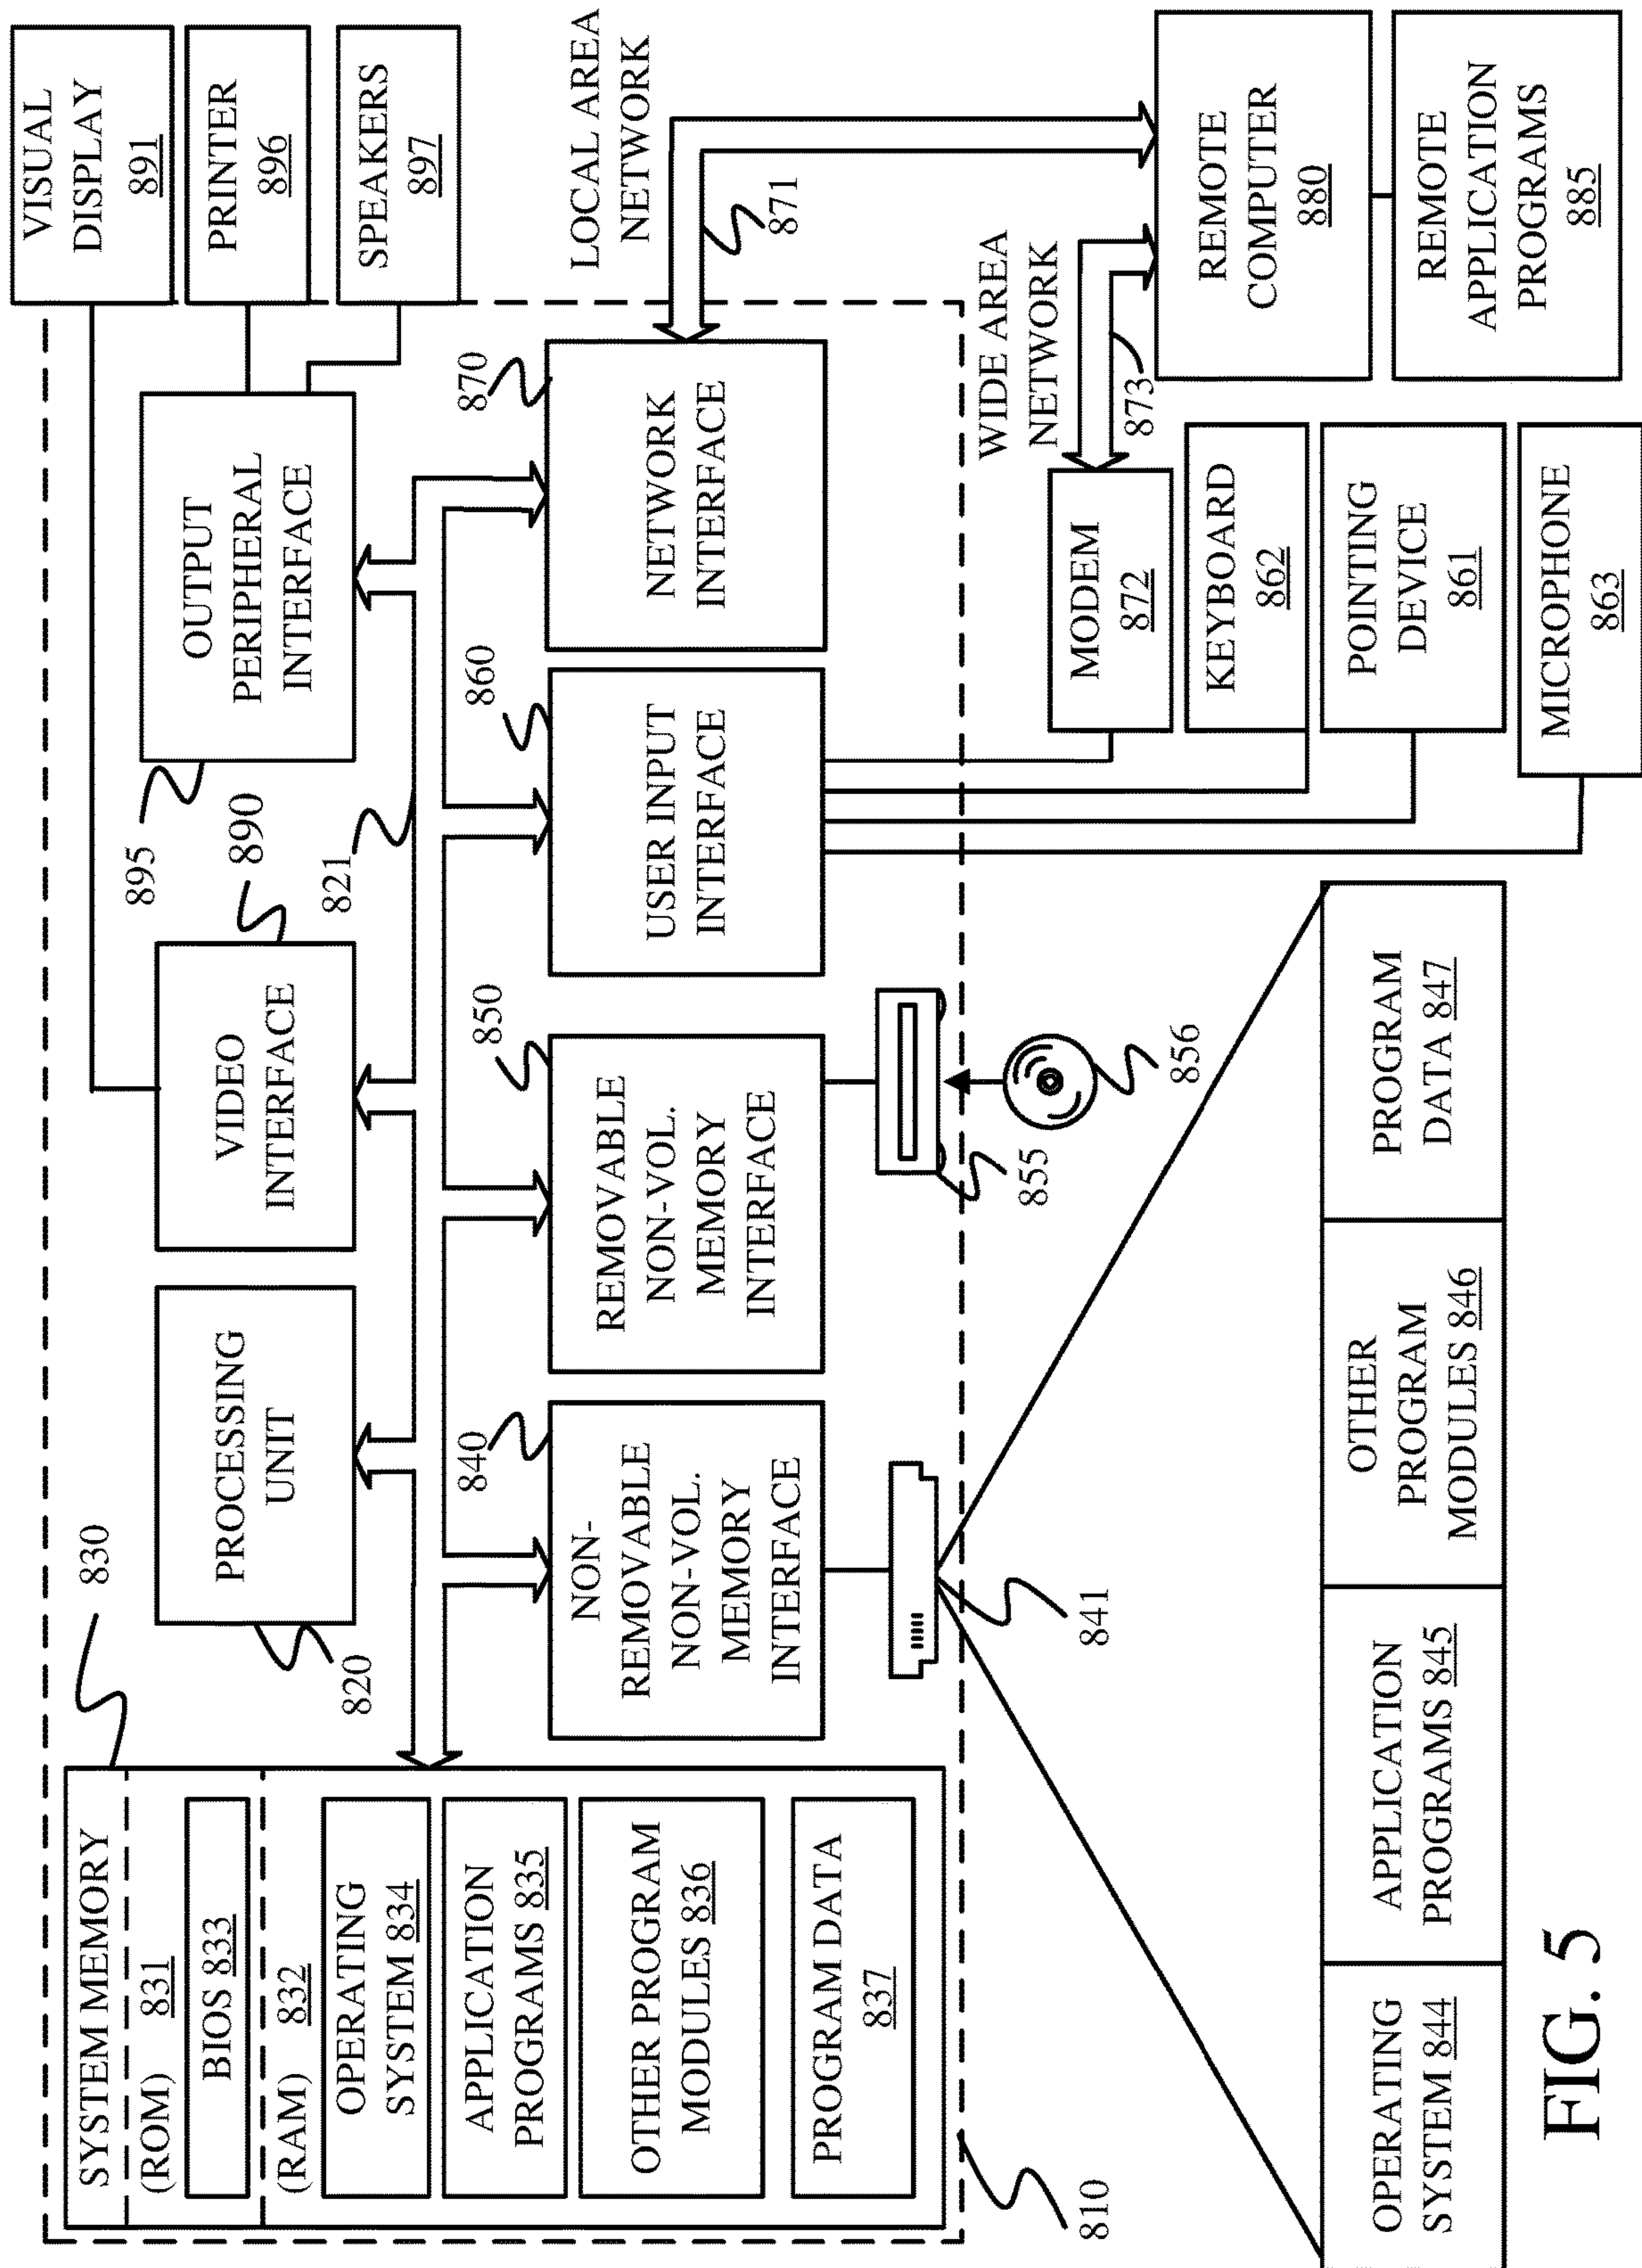 SYSTEM MEMORY
(ROM) 831
BIOS 833
(RAM) 832
OPERATING
SYSTEM 834
APPLICATION
PROGRAMS 835
OTHER PROGRAM
MODULES 836
PROGRAM DATA
837
830
820
PROCESSING
UNIT
VIDEO
INTERFACE
890
821
895
OUTPUT
PERIPHERAL
INTERFACE
VISUAL
DISPLAY
891
PRINTER
896
SPEAKERS
897
840
NON-
REMOVABLE
NON-VOL.
MEMORY
INTERFACE
850
REMOVABLE
NON-VOL.
MEMORY
INTERFACE
860
USER INPUT
INTERFACE
870
NETWORK
INTERFACE
LOCAL AREA
NETWORK
871
810
841
855
856
WIDE AREA
NETWORK
873
MODEM
872
KEYBOARD
862
POINTING
DEVICE
861
MICROPHONE
863
REMOTE
COMPUTER
880
REMOTE
APPLICATION
PROGRAMS
885
OPERATING
SYSTEM 844
APPLICATION
PROGRAMS 845
OTHER
PROGRAM
MODULES 846
PROGRAM
DATA 847
FIG. 5